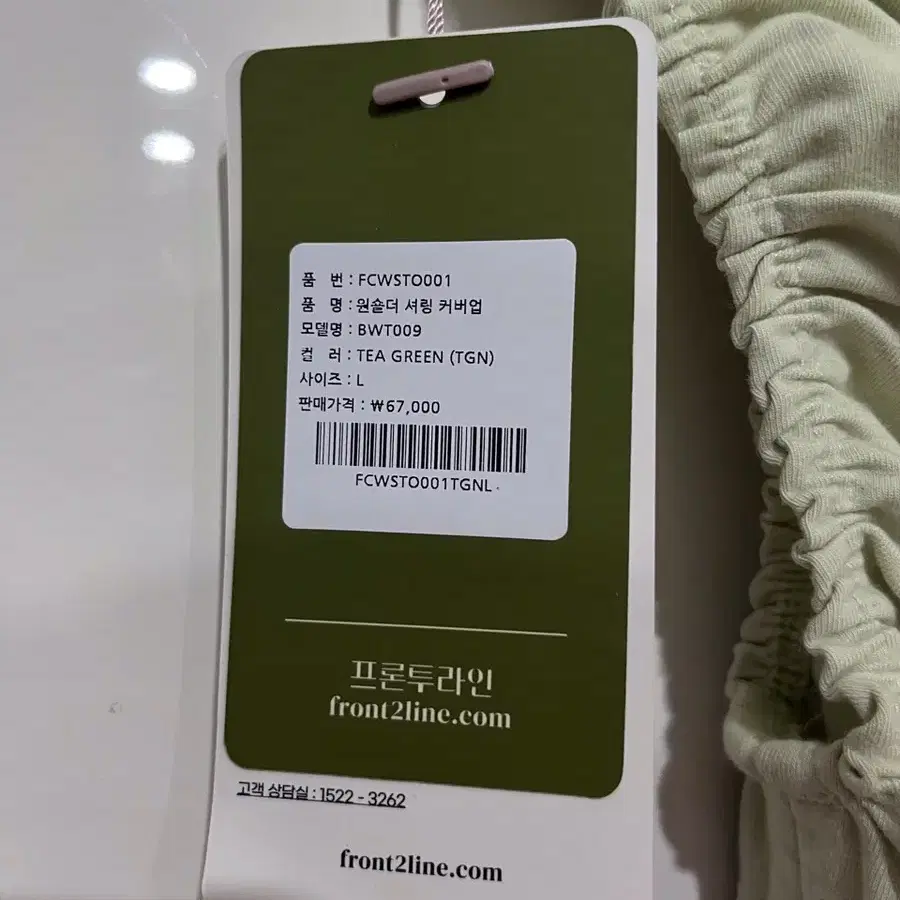 품 번 : FCWSTO001
품 명 : 원숄더 셔링 커버업
모델명 : BWT009
컬 러 : TEA GREEN (TGN)
사이즈 : L
판매가격 : ₩67,000
FCWSTO001TGNL
프론투라인
front2line.com
고객 상담실 : 1522 - 3262
front2line.com